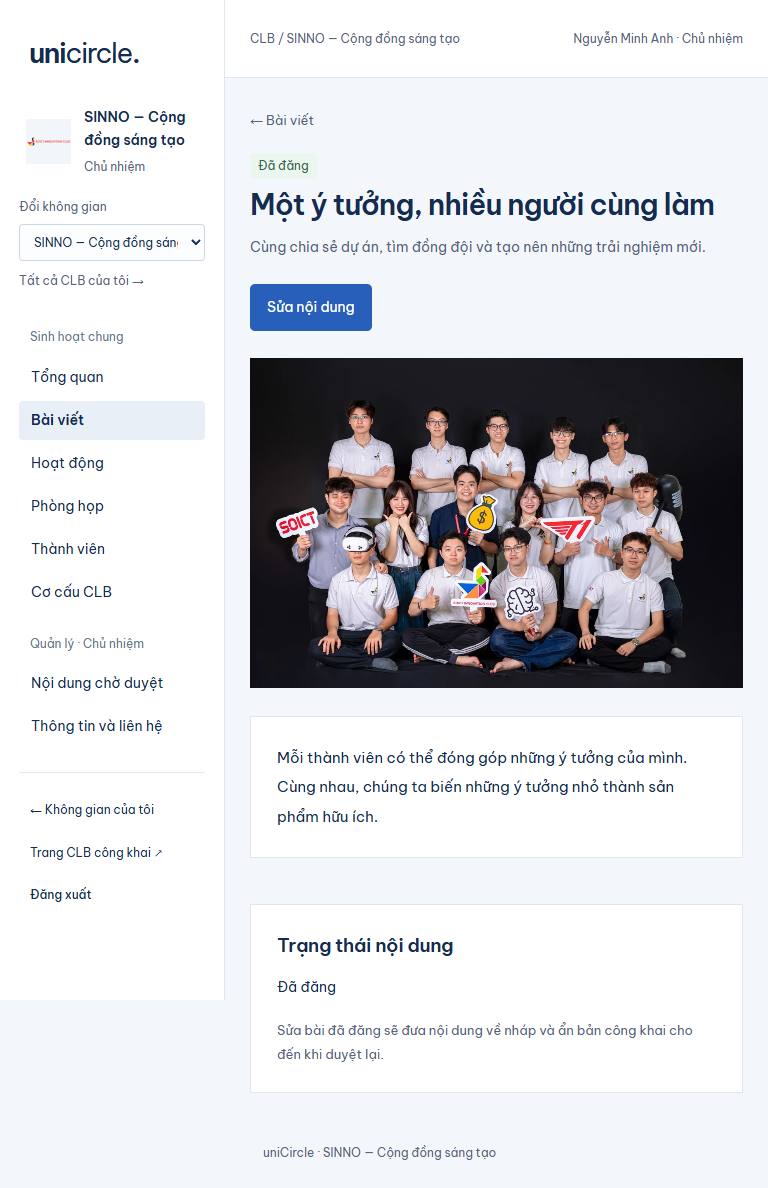 unicircle.
SINNO — Cộng
đồng sáng tạo
Chủ nhiệm
Đổi không gian
SINNO — Cộng đồng sán
Tất cả CLB của tôi →
Sinh hoạt chung
Tổng quan
Bài viết
Hoạt động
Phòng họp
Thành viên
Cơ cấu CLB
Quản lý · Chủ nhiệm
Nội dung chờ duyệt
Thông tin và liên hệ
← Không gian của tôi
Trang CLB công khai ↗
Đăng xuất
CLB / SINNO — Cộng đồng sáng tạo
Nguyễn Minh Anh · Chủ nhiệm
← Bài viết
Đã đăng
Một ý tưởng, nhiều người cùng làm
Cùng chia sẻ dự án, tìm đồng đội và tạo nên những trải nghiệm mới.
Sửa nội dung
SOICT
Mỗi thành viên có thể đóng góp những ý tưởng của mình.
Cùng nhau, chúng ta biến những ý tưởng nhỏ thành sản
phẩm hữu ích.
Trạng thái nội dung
Đã đăng
Sửa bài đã đăng sẽ đưa nội dung về nháp và ẩn bản công khai cho
đến khi duyệt lại.
uniCircle · SINNO — Cộng đồng sáng tạo